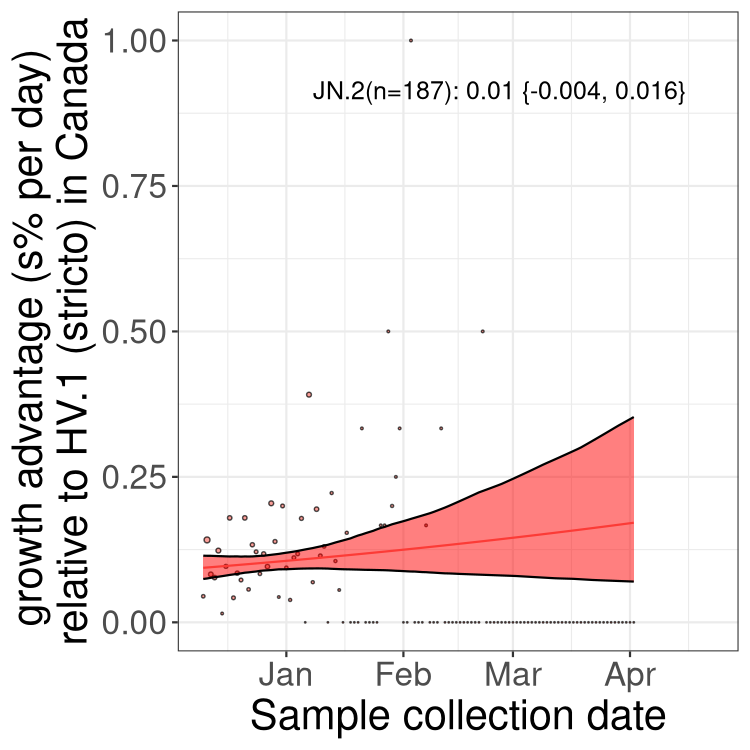 growth advantage (s% per day)
relative to HV.1 (stricto) in Canada
1.00
0.75
0.50
0.25
0.00
JN.2(n=187): 0.01 {-0.004, 0.016}
Jan Feb Mar Apr
Sample collection date